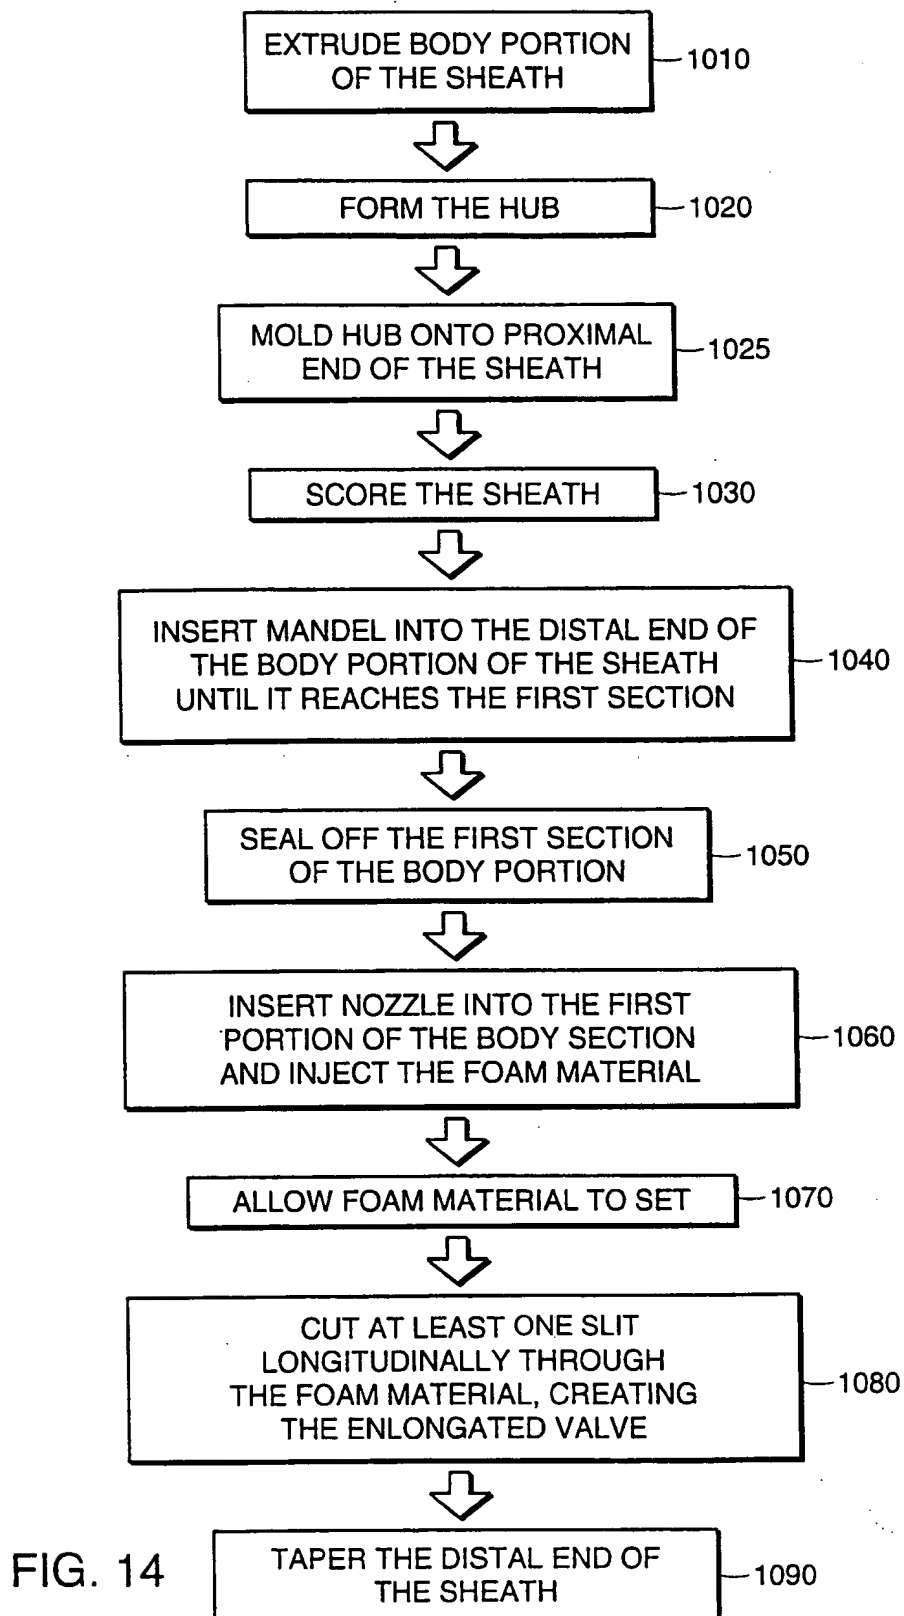 EXTRUDE BODY PORTION
OF THE SHEATH
1010
FORM THE HUB
1020
MOLD HUB ONTO PROXIMAL
END OF THE SHEATH
1025
SCORE THE SHEATH
1030
INSERT MANDEL INTO THE DISTAL END OF
THE BODY PORTION OF THE SHEATH
UNTIL IT REACHES THE FIRST SECTION
1040
SEAL OFF THE FIRST SECTION
OF THE BODY PORTION
1050
INSERT NOZZLE INTO THE FIRST
PORTION OF THE BODY SECTION
AND INJECT THE FOAM MATERIAL
1060
ALLOW FOAM MATERIAL TO SET
1070
CUT AT LEAST ONE SLIT
LONGITUDINALLY THROUGH
THE FOAM MATERIAL, CREATING
THE ENLONGATED VALVE
1080
TAPER THE DISTAL END OF
THE SHEATH
1090
FIG. 14